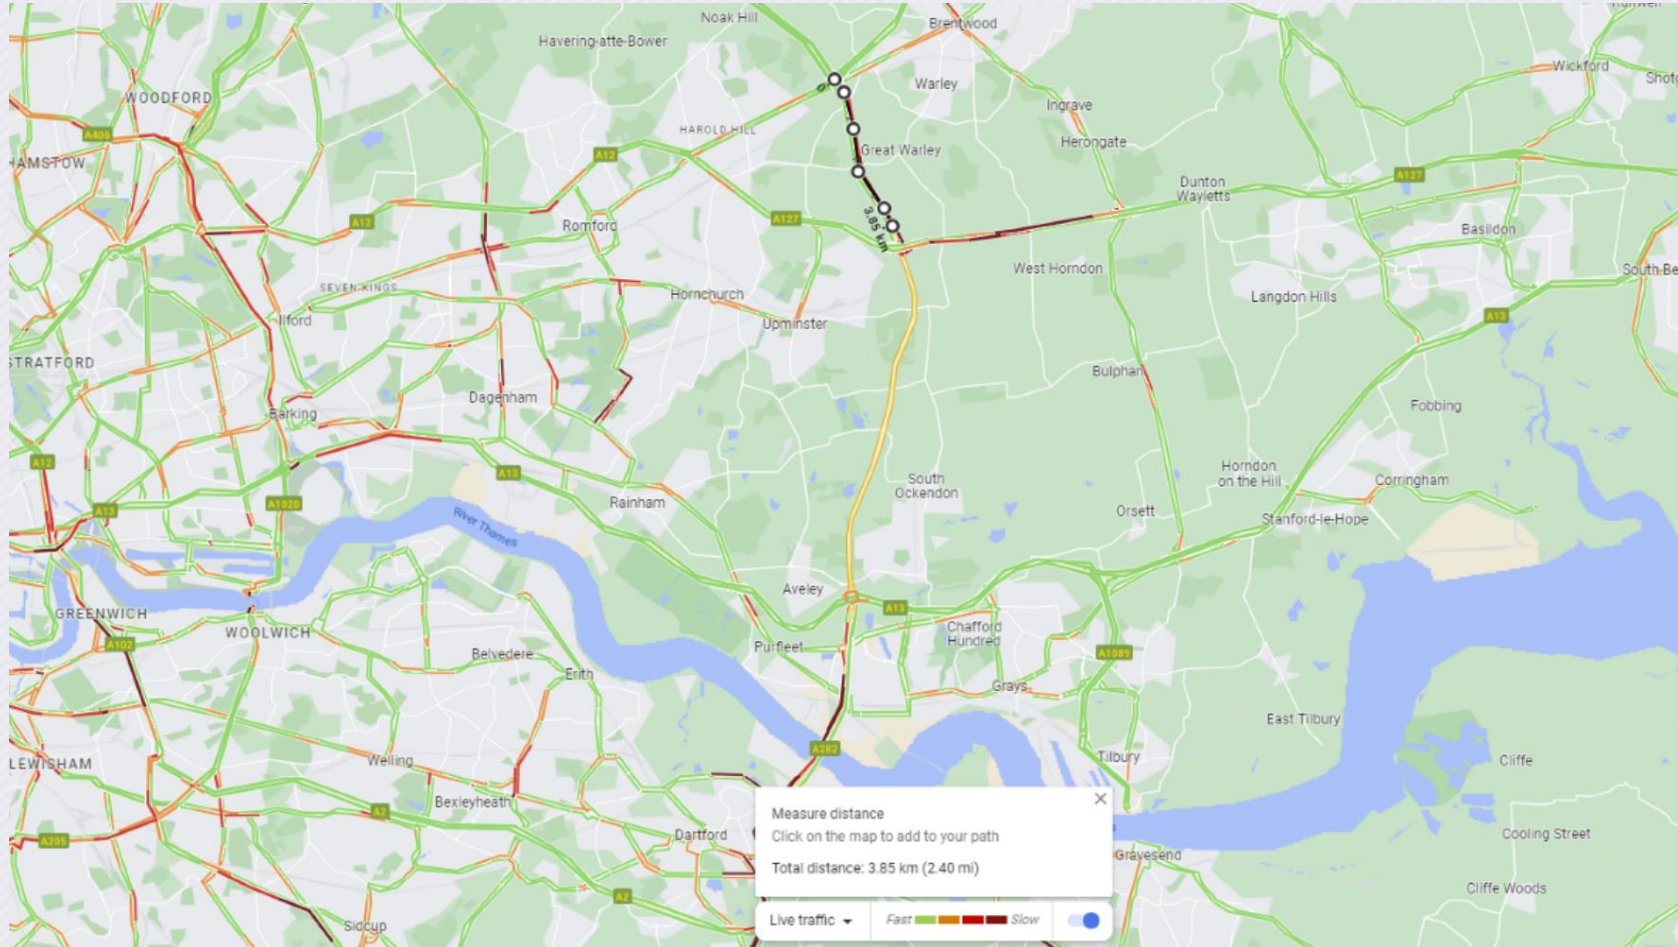 Noak Hill
Brentwood
Havering-atte-Bower
Wickford
Warley
WOODFORD
Ingrave
A406
HAROLD HILL
Herongate
Great Warley
A12
A127
Dunton
Wayletts
A12
A127
Romford
Basildon
3.85 km
West Horndon
SEVEN KINGS
Hornchurch
Langdon Hills
Ilford
Upminster
A13
Bulphan
Dagenham
Fobbing
Barking
A12
A13
Horndon
on the Hill
South
Ockendon
Corringham
A1020
Rainham
A13
River Thames
Orsett
Stanford-le-Hope
Aveley
A13
GREENWICH
WOOLWICH
Chafford
Hundred
A102
Purfleet
Belvedere
A1089
Erith
Grays
East Tilbury
A282
Tilbury
LEWISHAM
Welling
Cliffe
Bexleyheath
A2
Dartford
A205
Measure distance
Click on the map to add to your path
Total distance: 3.85 km (2.40 mi)
Cooling Street
Gravesend
Cliffe Woods
A2
Sidcup
Live traffic
Fast
Slow